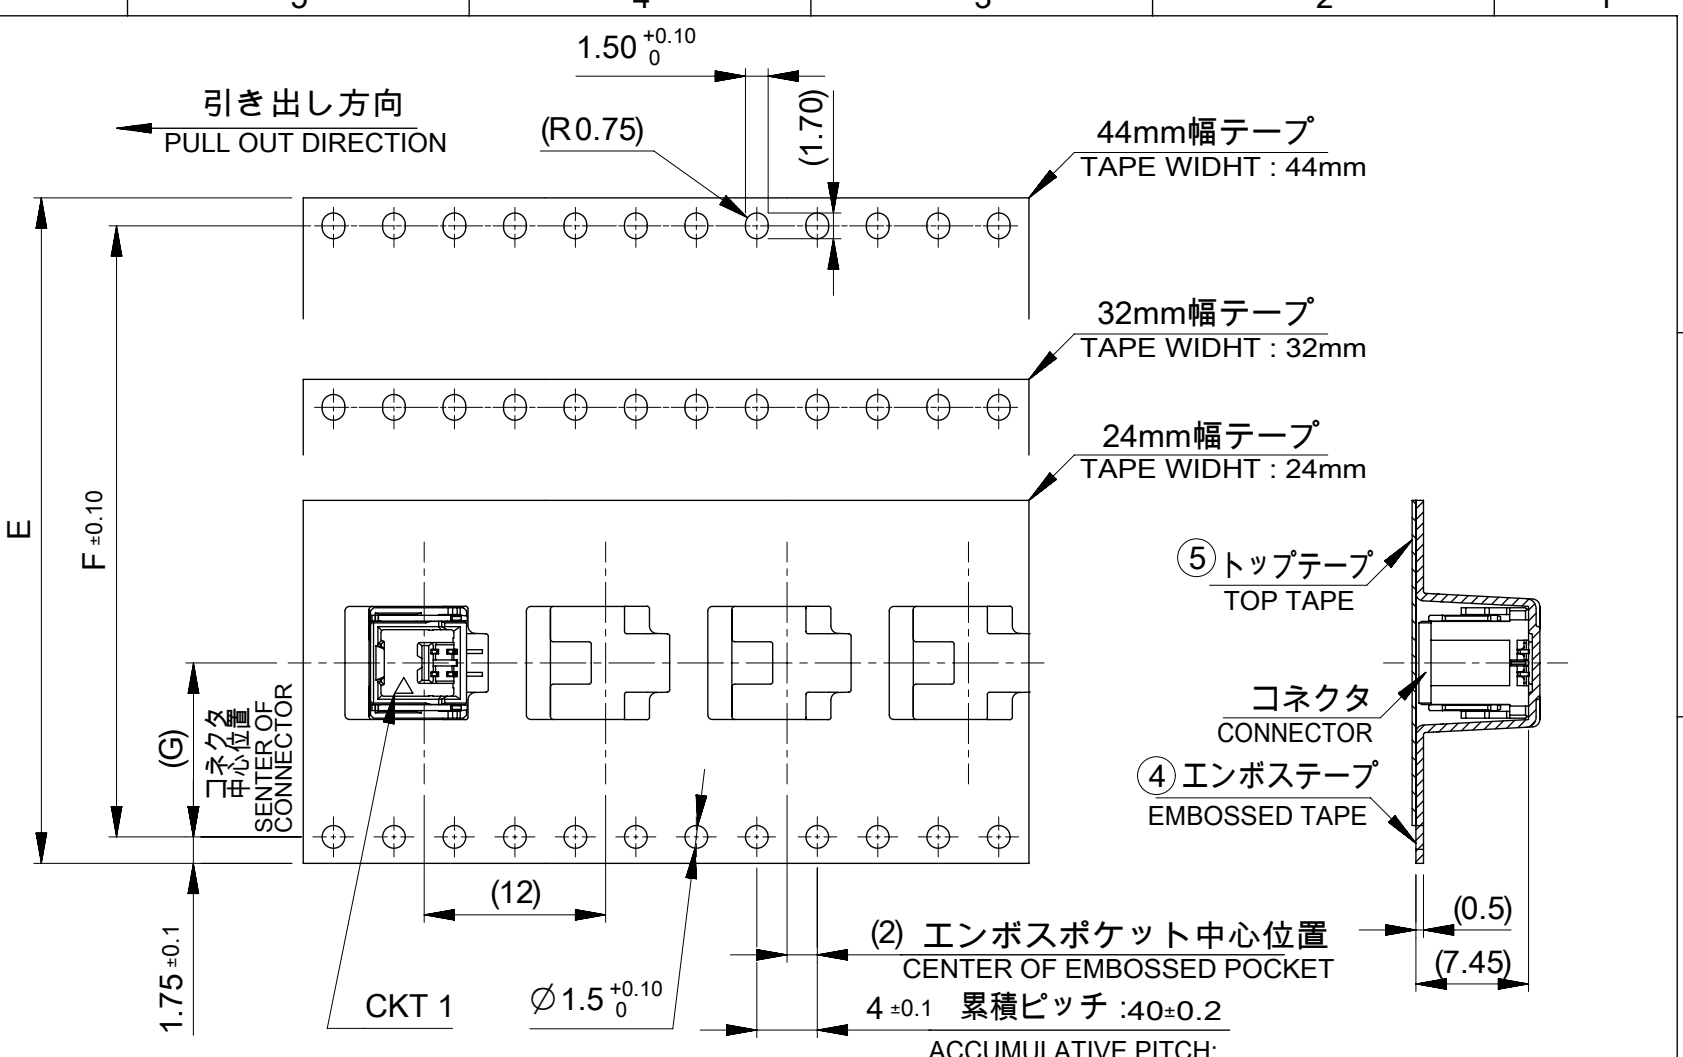 4
3
2
1.50 +0.10 0
引き出し方向
PULL OUT DIRECTION
(R0.75)
(1.70)
44mm幅テープ
TAPE WIDHT : 44mm
32mm幅テープ
TAPE WIDHT : 32mm
24mm幅テープ
TAPE WIDHT : 24mm
E
F ±0.10
(G)
コネクタ
中心位置
SENTER OF
CONNECTOR
1.75 ±0.1
⑤ トップテープ
TOP TAPE
コネクタ
CONNECTOR
④ エンボステープ
EMBOSSED TAPE
(12)
(0.5)
(7.45)
(2) エンボスポケット中心位置
CENTER OF EMBOSSED POCKET
CKT 1
∅1.5 +0.10 0
4 ±0.1 累積ピッチ :40±0.2
ACCUMULATIVE PITCH: